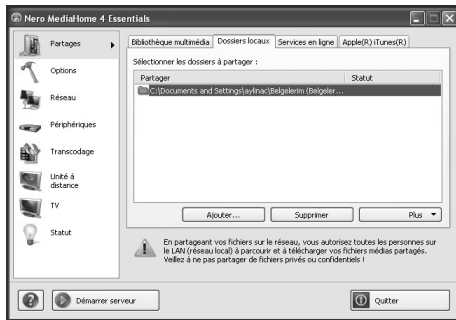 Nero MediaHome 4 Essentials
Partages
Options
Réseau
Périphériques
Transcodage
Unité à
distance
TV
Statut
Bibliothèque multimédia
Dossiers locaux
Services en ligne
Apple(R) iTunes(R)
Sélectionner les dossiers à partager :
Partager
Statut
C:\Documents and Settings\aylinac\Belgelerim (Belgeler...
Ajouter...
Supprimer
Plus
En partageant vos fichiers sur le réseau, vous autorisez toutes les personnes sur
le LAN (réseau local) à parcourir et à télécharger vos fichiers médias partagés.
Veillez à ne pas partager de fichiers privés ou confidentiels !
Démarrer serveur
Quitter